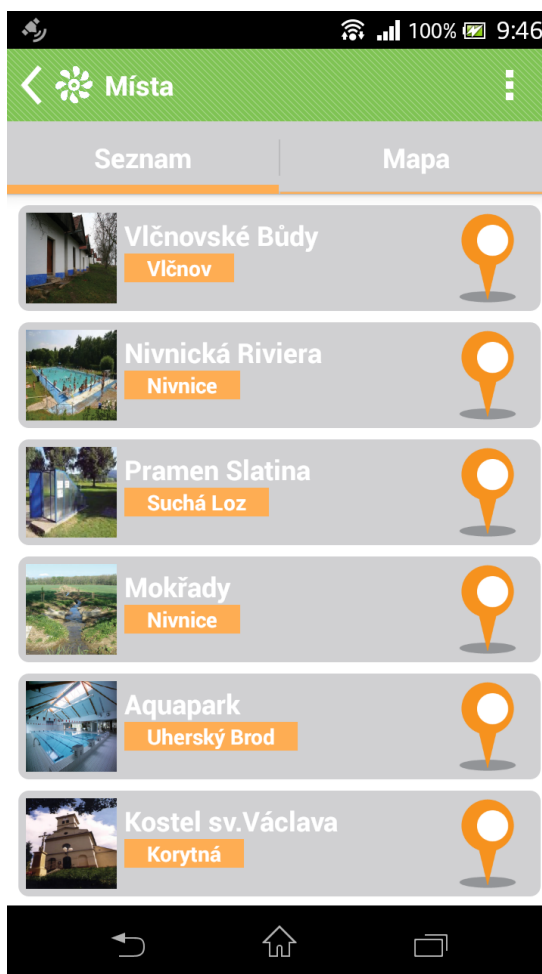 100% 9:46
Místa
Seznam Mapa
Vlčnovské Bůdy
Vlčnov
Nivnická Riviera
Nivnice
Pramen Slatina
Suchá Loz
Mokřady
Nivnice
Aquapark
Uherský Brod
Kostel sv.Václava
Korytná